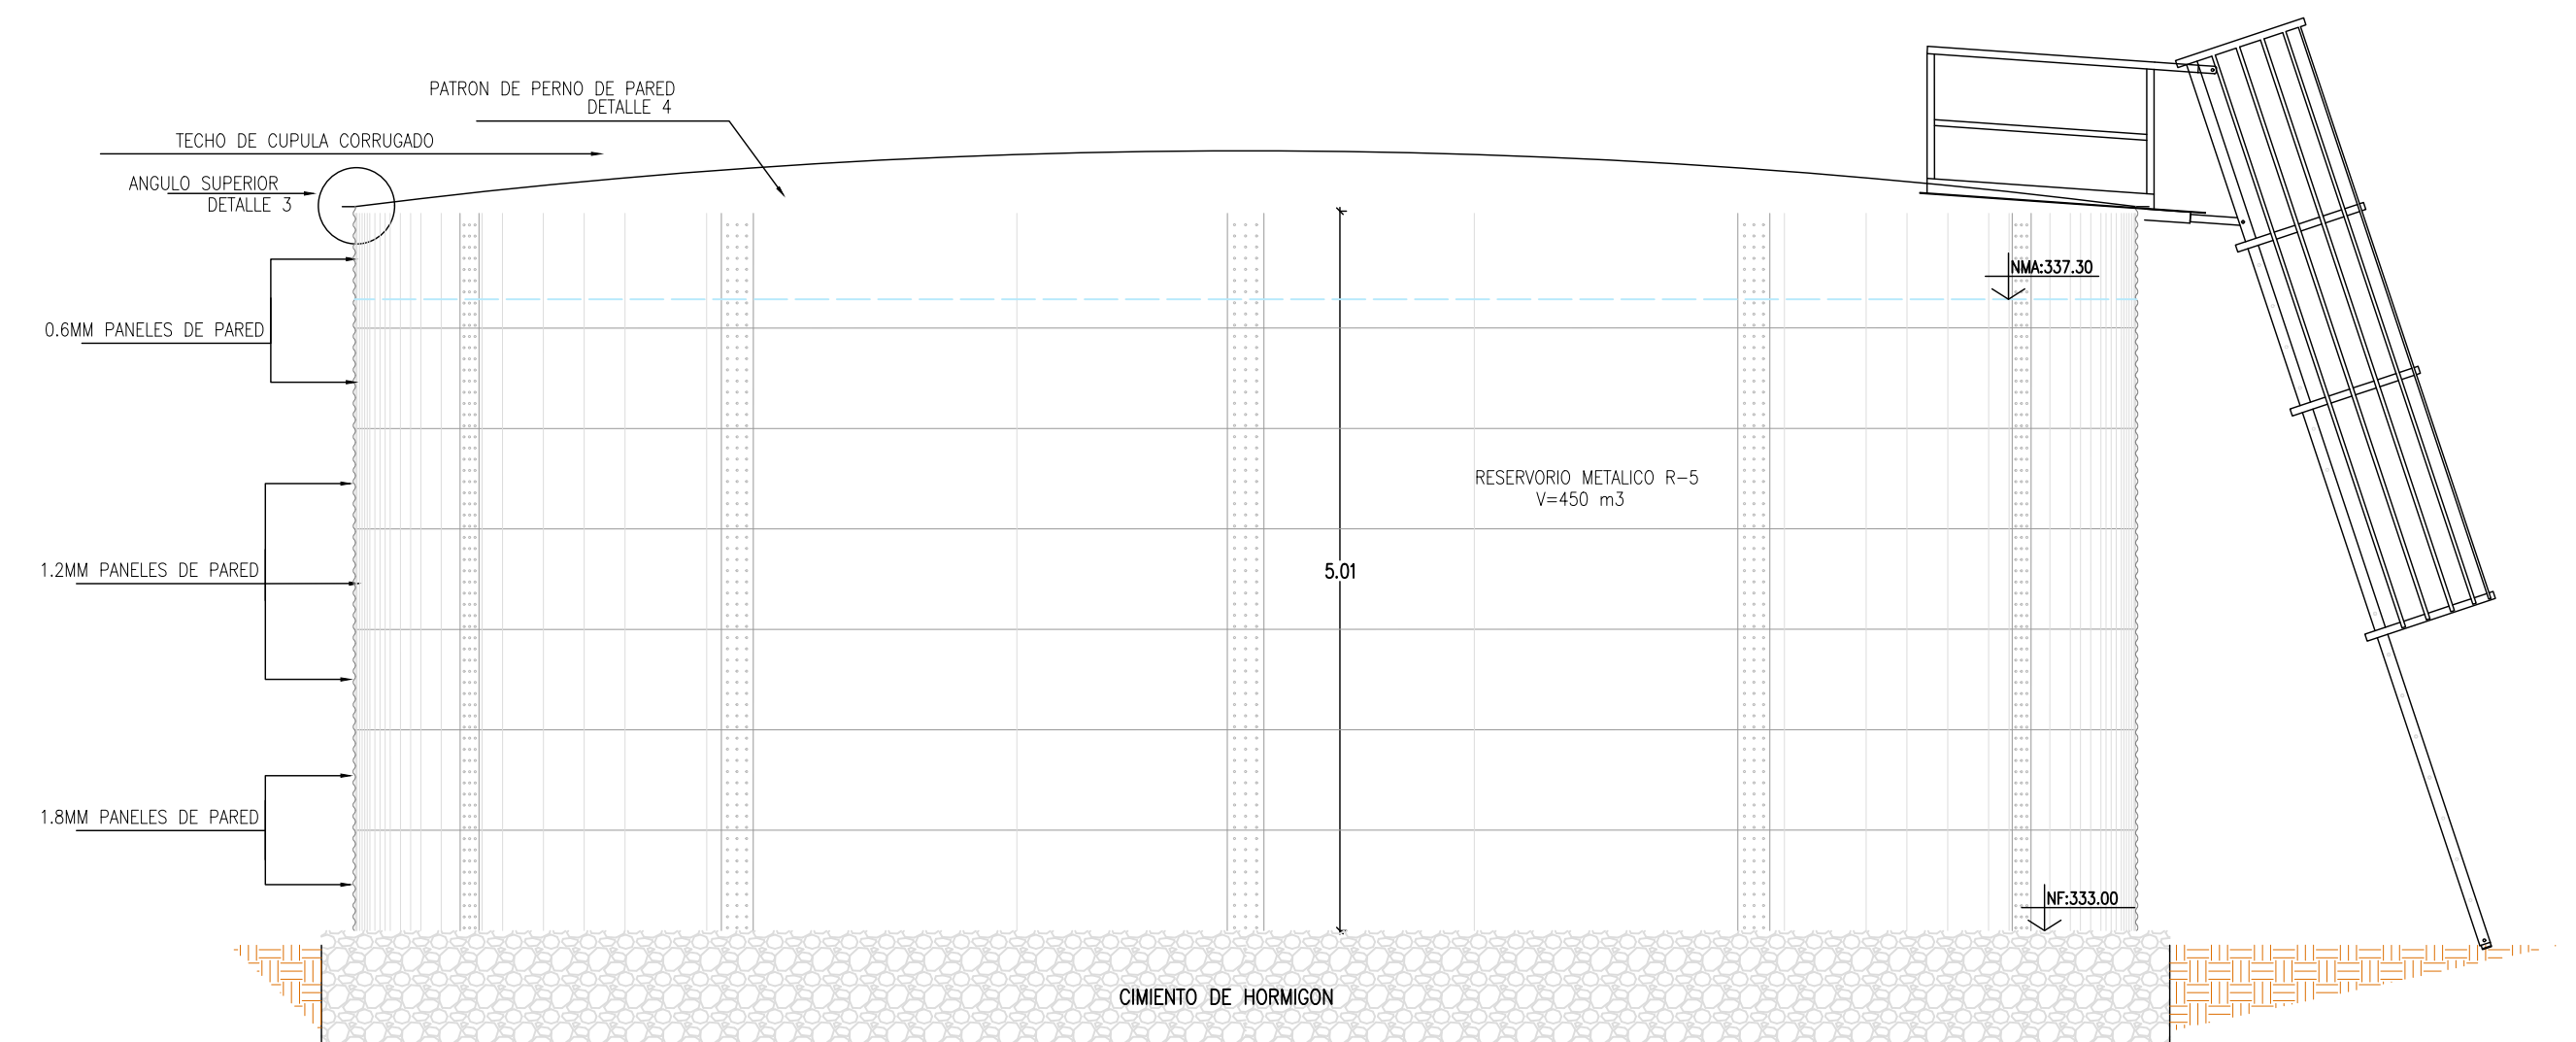 PATRON DE PERNO DE PARED
DETALLE 4
TECHO DE CUPULA CORRUGADO
ANGULO SUPERIOR
DETALLE 3
NMA:337.30
0.6MM PANELES DE PARED
RESERVORIO METALICO R-5
V=450 m3
5.01
1.2MM PANELES DE PARED
1.8MM PANELES DE PARED
NF:333.00
CIMIENTO DE HORMIGON